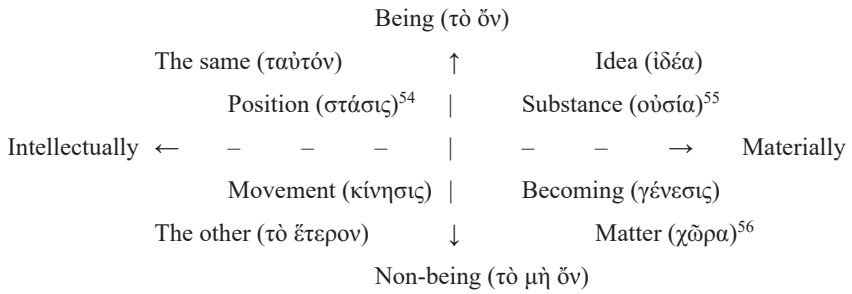 Being (τὸ ὄν)
The same (ταὐτόν) ↑ Idea (ἰδέα)
Position (στάσις)54 | Substance (οὐσία)55
Intellectually ← – – – | – – → Materially
Movement (κίνησις) | Becoming (γένεσις)
The other (τὸ ἕτερον) ↓ Matter (χῶρα)56
Non-being (τὸ μὴ ὄν)